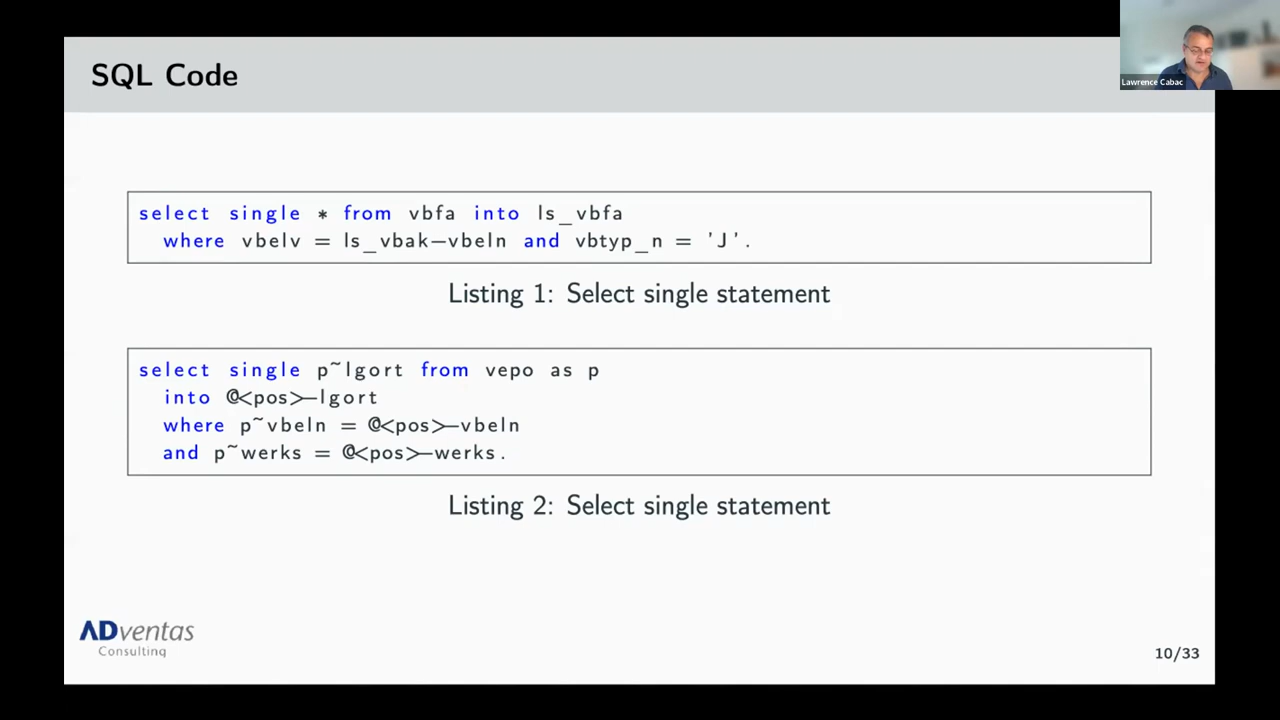 SQL Code
Lawrence Cabac
select single * from vbfa into ls_vbfa
where vbelv = ls_vbak–vbeln and vbtyp_n = 'J'.
Listing 1: Select single statement
select single p~lgort from vepo as p
into @<pos>–lgort
where p~vbeln = @<pos>–vbeln
and p~werks = @<pos>–werks.
Listing 2: Select single statement
ADventas
Consulting
10/33